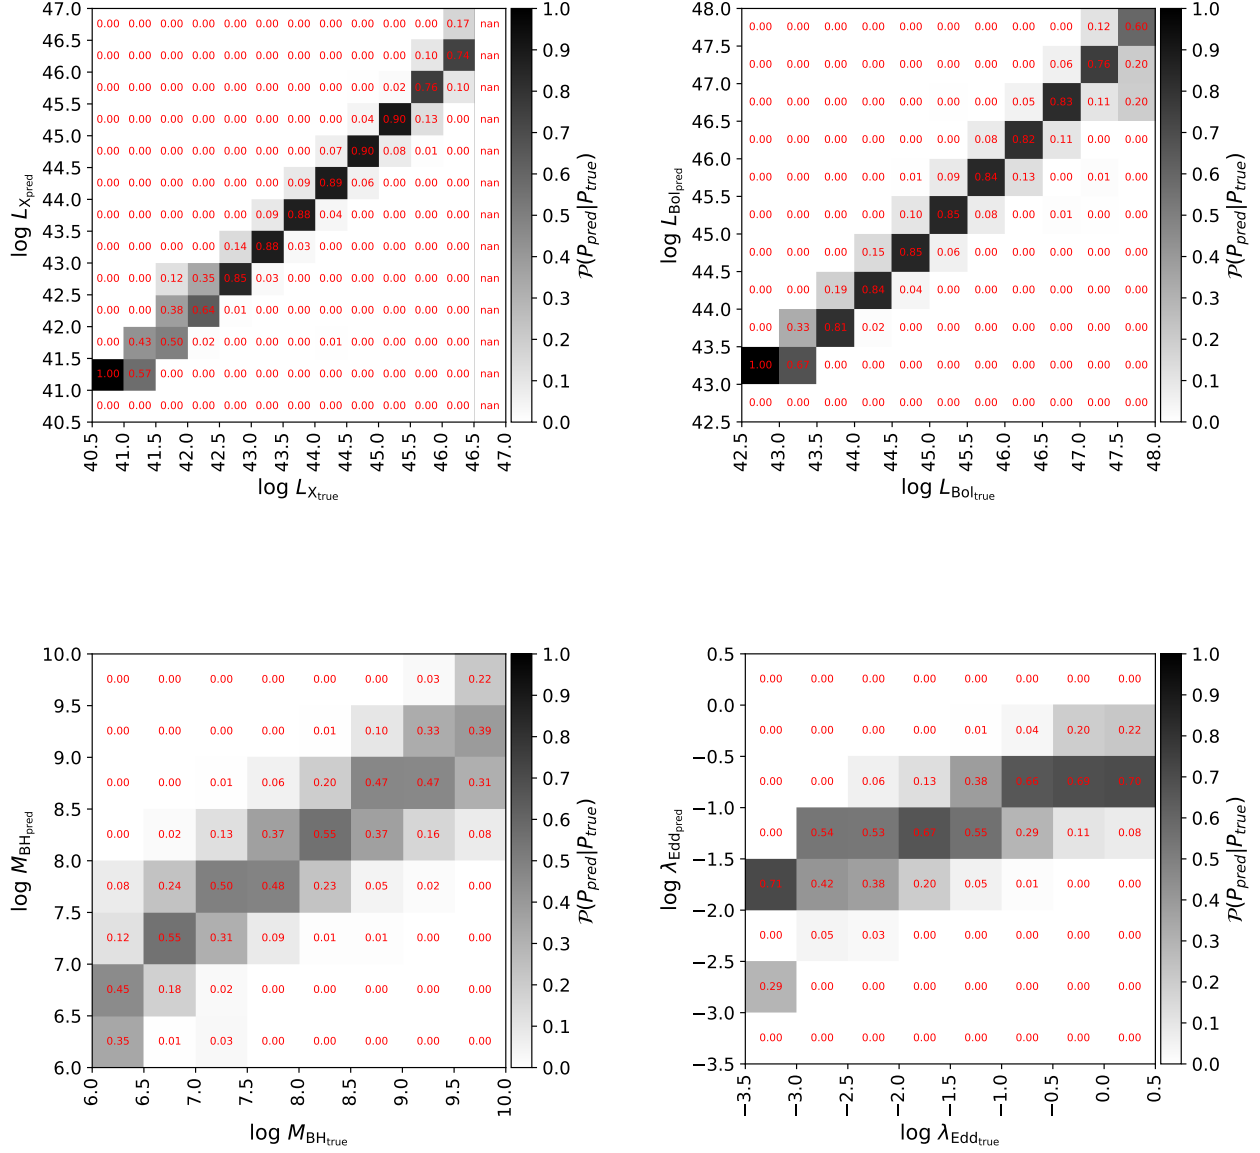 47.0
46.5
46.0
45.5
45.0
44.5
44.0
43.5
43.0
42.5
42.0
41.5
41.0
40.5
log L_X_pred
0.00 0.00 0.00 0.00 0.00 0.00 0.00 0.00 0.00 0.00 0.00 0.17 nan
0.00 0.00 0.00 0.00 0.00 0.00 0.00 0.00 0.00 0.00 0.10 0.74 nan
0.00 0.00 0.00 0.00 0.00 0.00 0.00 0.00 0.00 0.02 0.76 0.10 nan
0.00 0.00 0.00 0.00 0.00 0.00 0.00 0.00 0.04 0.90 0.13 0.00 nan
0.00 0.00 0.00 0.00 0.00 0.00 0.00 0.07 0.90 0.08 0.01 0.00 nan
0.00 0.00 0.00 0.00 0.00 0.00 0.09 0.89 0.06 0.00 0.00 0.00 nan
0.00 0.00 0.00 0.00 0.00 0.09 0.88 0.04 0.00 0.00 0.00 0.00 nan
0.00 0.00 0.00 0.00 0.14 0.88 0.03 0.00 0.00 0.00 0.00 0.00 nan
0.00 0.00 0.12 0.35 0.85 0.03 0.00 0.00 0.00 0.00 0.00 0.00 nan
0.00 0.00 0.38 0.64 0.01 0.00 0.00 0.00 0.00 0.00 0.00 0.00 nan
0.00 0.43 0.50 0.02 0.00 0.00 0.00 0.01 0.00 0.00 0.00 0.00 nan
1.00 0.57 0.00 0.00 0.00 0.00 0.00 0.00 0.00 0.00 0.00 0.00 nan
0.00 0.00 0.00 0.00 0.00 0.00 0.00 0.00 0.00 0.00 0.00 0.00 nan
40.5 41.0 41.5 42.0 42.5 43.0 43.5 44.0 44.5 45.0 45.5 46.0 46.5 47.0
log L_X_true
1.0
0.9
0.8
0.7
0.6
0.5
0.4
0.3
0.2
0.1
0.0
P(P_pred|P_true)
48.0
47.5
47.0
46.5
46.0
45.5
45.0
44.5
44.0
43.5
43.0
42.5
log L_Bol_pred
0.00 0.00 0.00 0.00 0.00 0.00 0.00 0.00 0.00 0.12 0.60
0.00 0.00 0.00 0.00 0.00 0.00 0.00 0.00 0.06 0.76 0.20
0.00 0.00 0.00 0.00 0.00 0.00 0.00 0.05 0.83 0.11 0.20
0.00 0.00 0.00 0.00 0.00 0.00 0.08 0.82 0.11 0.00 0.00
0.00 0.00 0.00 0.00 0.01 0.09 0.84 0.13 0.00 0.01 0.00
0.00 0.00 0.00 0.00 0.10 0.85 0.08 0.00 0.01 0.00 0.00
0.00 0.00 0.00 0.15 0.85 0.06 0.00 0.00 0.00 0.00 0.00
0.00 0.00 0.19 0.84 0.04 0.00 0.00 0.00 0.00 0.00 0.00
0.00 0.33 0.81 0.02 0.00 0.00 0.00 0.00 0.00 0.00 0.00
1.00 0.67 0.00 0.00 0.00 0.00 0.00 0.00 0.00 0.00 0.00
0.00 0.00 0.00 0.00 0.00 0.00 0.00 0.00 0.00 0.00 0.00
42.5 43.0 43.5 44.0 44.5 45.0 45.5 46.0 46.5 47.0 47.5 48.0
log L_Bol_true
1.0
0.9
0.8
0.7
0.6
0.5
0.4
0.3
0.2
0.1
0.0
P(P_pred|P_true)
10.0
9.5
9.0
8.5
8.0
7.5
7.0
6.5
6.0
log M_BH_pred
0.00 0.00 0.00 0.00 0.00 0.00 0.03 0.22
0.00 0.00 0.00 0.00 0.01 0.10 0.33 0.39
0.00 0.00 0.01 0.06 0.20 0.47 0.47 0.31
0.00 0.02 0.13 0.37 0.55 0.37 0.16 0.08
0.08 0.24 0.50 0.48 0.23 0.05 0.02 0.00
0.12 0.55 0.31 0.09 0.01 0.01 0.00 0.00
0.45 0.18 0.02 0.00 0.00 0.00 0.00 0.00
0.35 0.01 0.03 0.00 0.00 0.00 0.00 0.00
6.0 6.5 7.0 7.5 8.0 8.5 9.0 9.5 10.0
log M_BH_true
1.0
0.9
0.8
0.7
0.6
0.5
0.4
0.3
0.2
0.1
0.0
P(P_pred|P_true)
0.5
0.0
−0.5
−1.0
−1.5
−2.0
−2.5
−3.0
−3.5
log λ_Edd_pred
0.00 0.00 0.00 0.00 0.00 0.00 0.00 0.00
0.00 0.00 0.00 0.00 0.01 0.04 0.20 0.22
0.00 0.00 0.06 0.13 0.38 0.65 0.69 0.70
0.00 0.54 0.53 0.67 0.55 0.29 0.11 0.08
0.71 0.42 0.38 0.20 0.05 0.01 0.00 0.00
0.00 0.05 0.03 0.00 0.00 0.00 0.00 0.00
0.29 0.00 0.00 0.00 0.00 0.00 0.00 0.00
0.00 0.00 0.00 0.00 0.00 0.00 0.00 0.00
−3.5 −3.0 −2.5 −2.0 −1.5 −1.0 −0.5 0.0 0.5
log λ_Edd_true
1.0
0.9
0.8
0.7
0.6
0.5
0.4
0.3
0.2
0.1
0.0
P(P_pred|P_true)